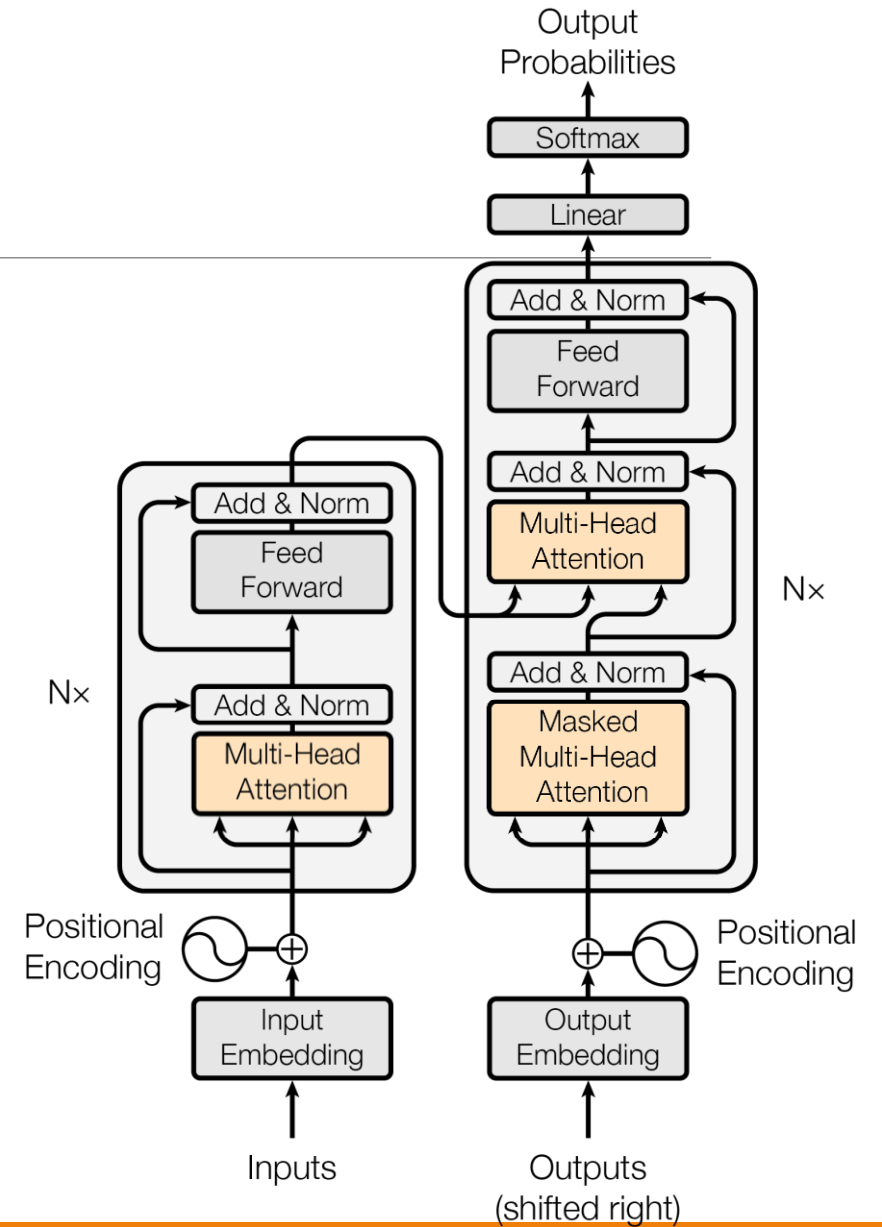 Output
Probabilities
Softmax
Linear
Add & Norm
Feed
Forward
Add & Norm
Multi-Head
Attention
N×
Add & Norm
Masked
Multi-Head
Attention
Add & Norm
Feed
Forward
N×
Add & Norm
Multi-Head
Attention
Positional
Encoding
Positional
Encoding
Input
Embedding
Output
Embedding
Inputs
Outputs
(shifted right)